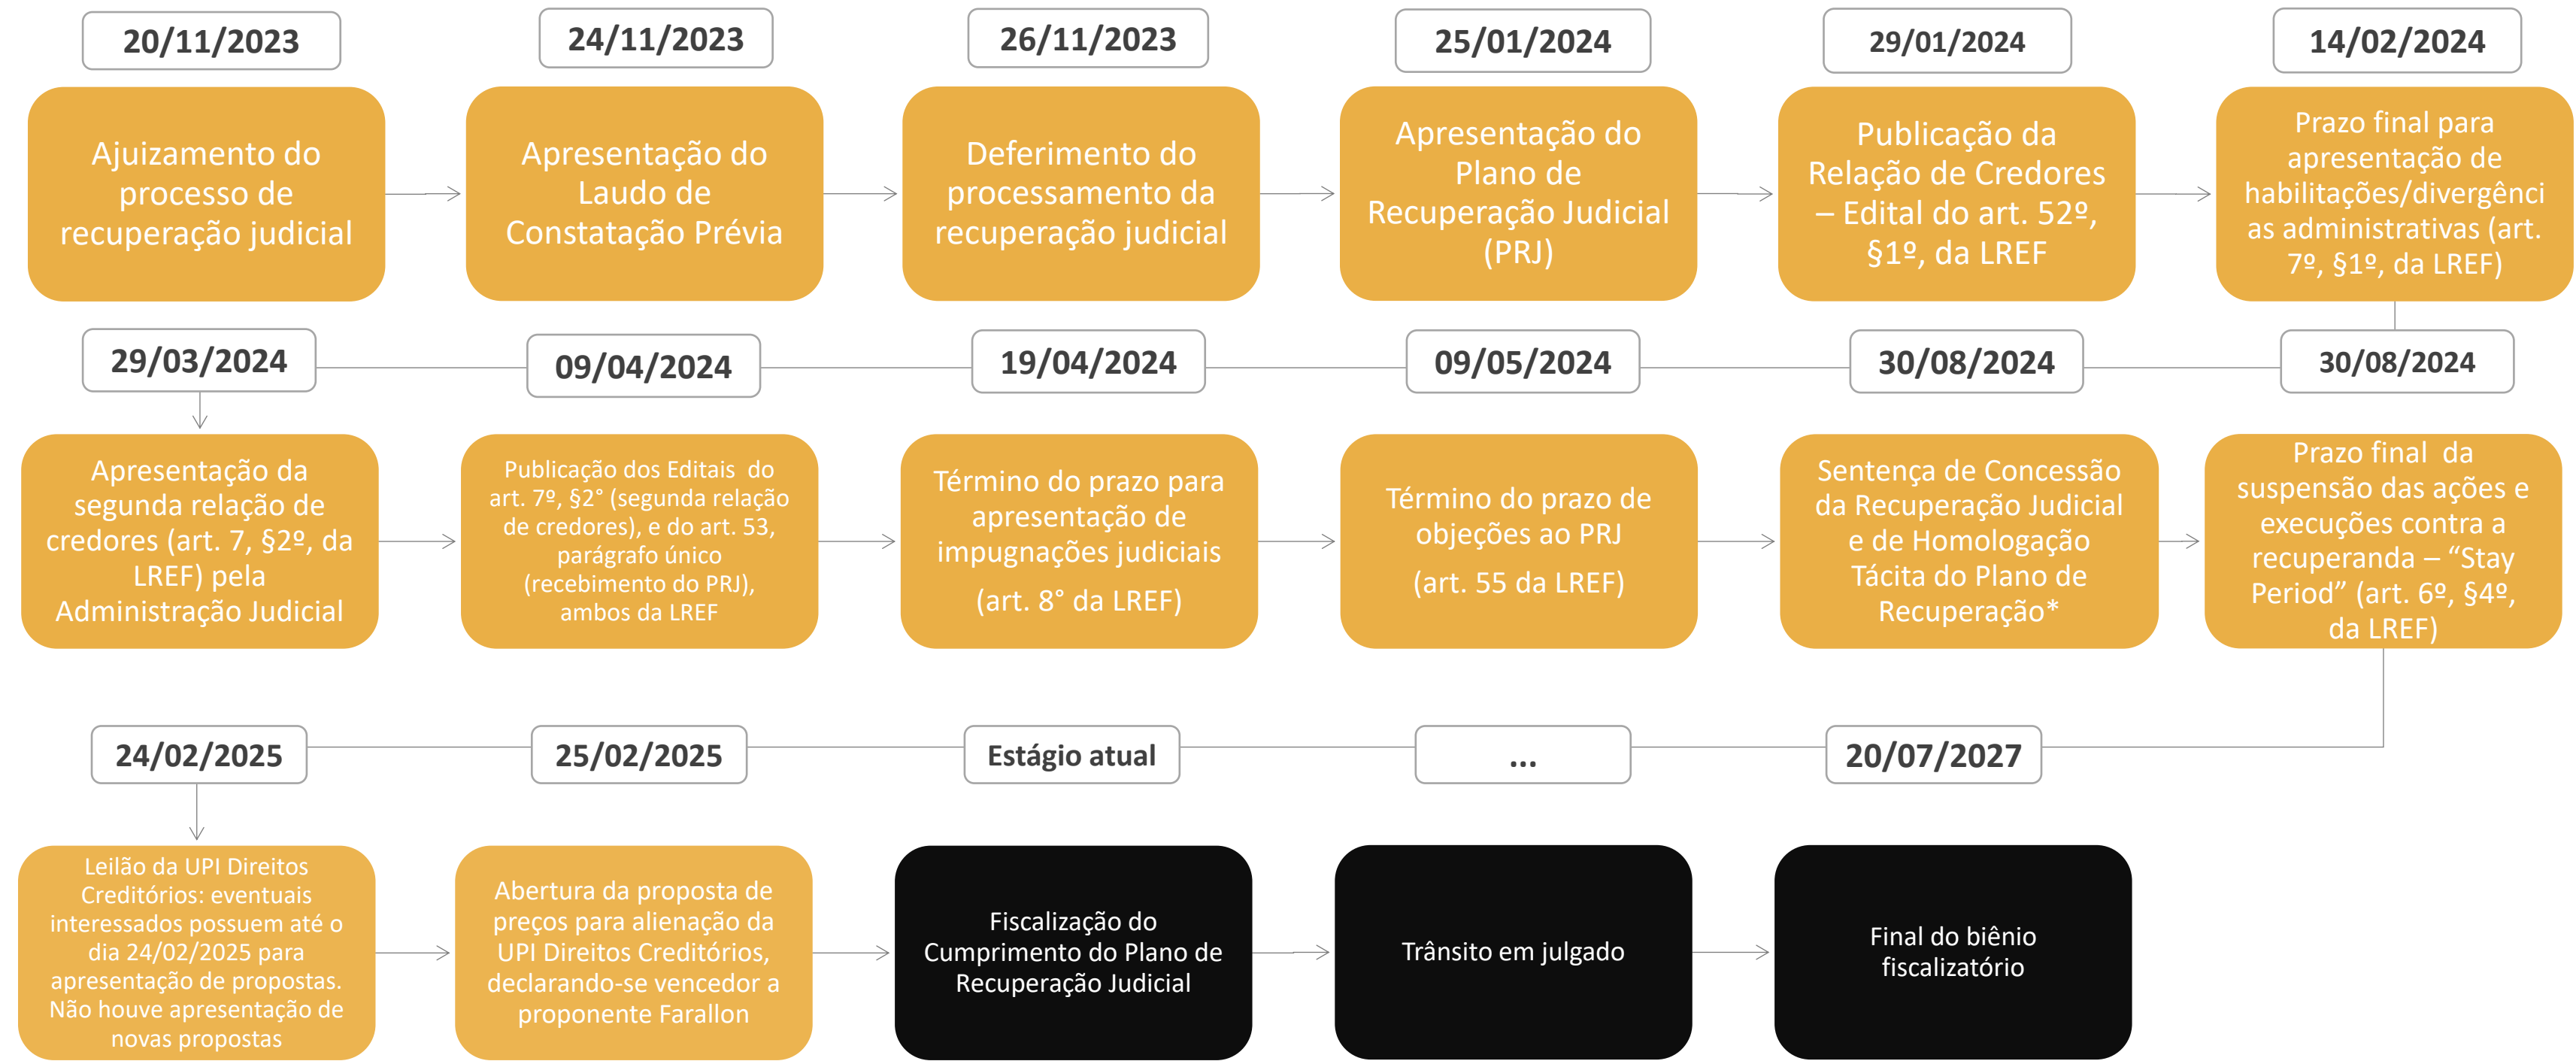 20/11/2023
24/11/2023
26/11/2023
25/01/2024
29/01/2024
14/02/2024
Ajuizamento do
processo de
recuperação judicial
Apresentação do
Laudo de
Constatação Prévia
Deferimento do
processamento da
recuperação judicial
Apresentação do
Plano de
Recuperação Judicial
(PRJ)
Publicação da
Relação de Credores
– Edital do art. 52º,
§1º, da LREF
Prazo final para
apresentação de
habilitações/divergênci
as administrativas (art.
7º, §1º, da LREF)
29/03/2024
09/04/2024
19/04/2024
09/05/2024
30/08/2024
30/08/2024
Apresentação da
segunda relação de
credores (art. 7, §2º, da
LREF) pela
Administração Judicial
Publicação dos Editais do
art. 7º, §2° (segunda relação
de credores), e do art. 53,
parágrafo único
(recebimento do PRJ),
ambos da LREF
Término do prazo para
apresentação de
impugnações judiciais
(art. 8° da LREF)
Término do prazo de
objeções ao PRJ
(art. 55 da LREF)
Sentença de Concessão
da Recuperação Judicial
e de Homologação
Tácita do Plano de
Recuperação*
Prazo final da
suspensão das ações e
execuções contra a
recuperanda – “Stay
Period” (art. 6º, §4º,
da LREF)
24/02/2025
25/02/2025
Estágio atual
...
20/07/2027
Leilão da UPI Direitos
Creditórios: eventuais
interessados possuem até o
dia 24/02/2025 para
apresentação de propostas.
Não houve apresentação de
novas propostas
Abertura da proposta de
preços para alienação da
UPI Direitos Creditórios,
declarando-se vencedor a
proponente Farallon
Fiscalização do
Cumprimento do Plano de
Recuperação Judicial
Trânsito em julgado
Final do biênio
fiscalizatório